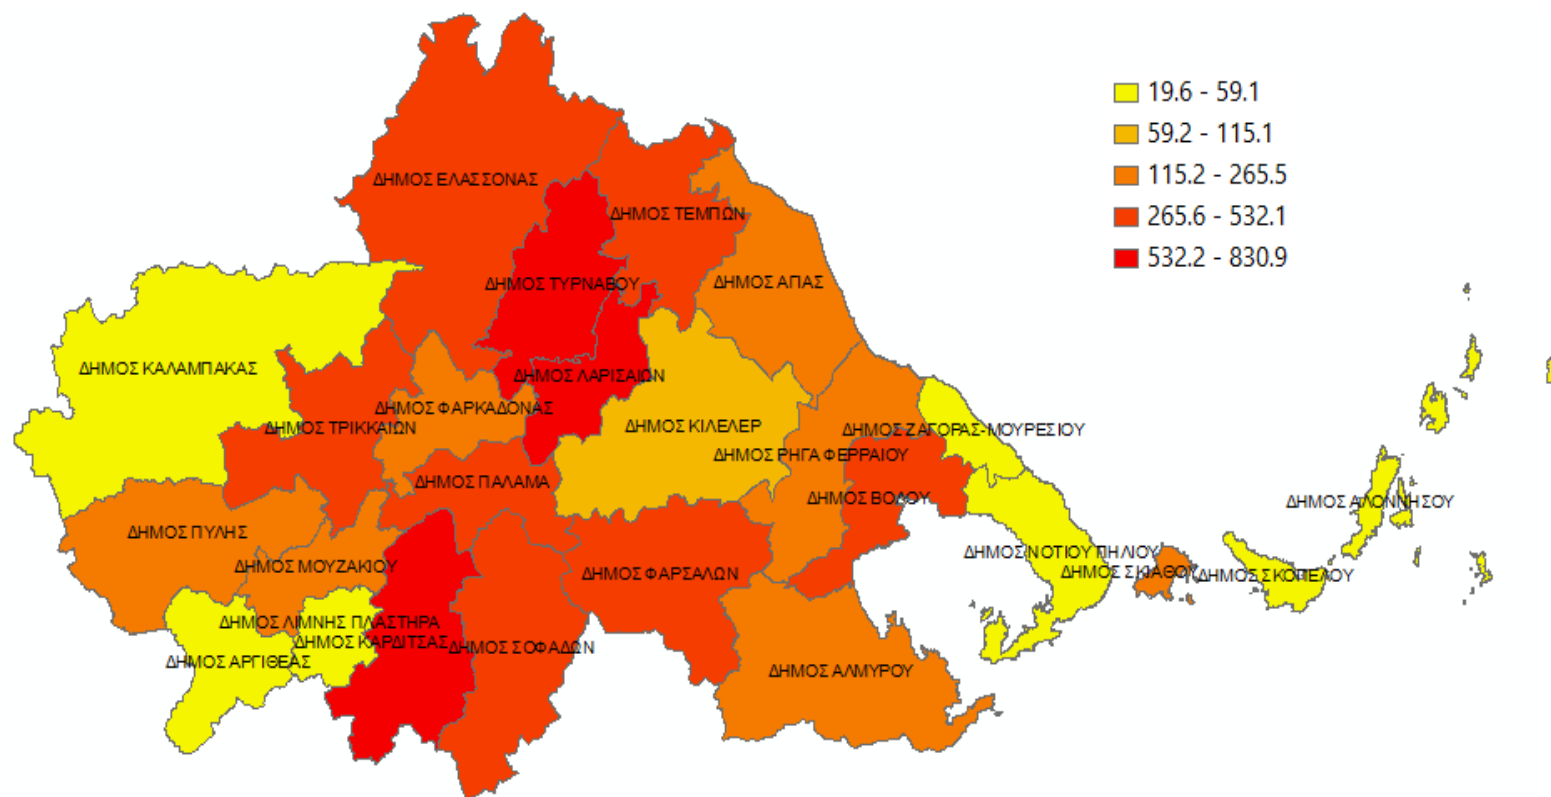 19.6 - 59.1
59.2 - 115.1
115.2 - 265.5
265.6 - 532.1
532.2 - 830.9
ΔΗΜΟΣ ΕΛΑΣΣΟΝΑΣ
ΔΗΜΟΣ ΤΕΜΠΩΝ
ΔΗΜΟΣ ΤΥΡΝΑΒΟΥ
ΔΗΜΟΣ ΑΓΙΑΣ
ΔΗΜΟΣ ΚΑΛΑΜΠΑΚΑΣ
ΔΗΜΟΣ ΛΑΡΙΣΑΙΩΝ
ΔΗΜΟΣ ΦΑΡΚΑΔΟΝΑΣ
ΔΗΜΟΣ ΤΡΙΚΚΑΙΩΝ
ΔΗΜΟΣ ΚΙΛΕΛΕΡ
ΔΗΜΟΣ ΖΑΓΟΡΑΣ-ΜΟΥΡΕΣΙΟΥ
ΔΗΜΟΣ ΡΗΓΑ ΦΕΡΡΑΙΟΥ
ΔΗΜΟΣ ΠΑΛΑΜΑ
ΔΗΜΟΣ ΒΟΛΟΥ
ΔΗΜΟΣ ΑΛΟΝΝΗΣΟΥ
ΔΗΜΟΣ ΠΥΛΗΣ
ΔΗΜΟΣ ΝΟΤΙΟΥ ΠΗΛΙΟΥ
ΔΗΜΟΣ ΜΟΥΖΑΚΙΟΥ
ΔΗΜΟΣ ΦΑΡΣΑΛΩΝ
ΔΗΜΟΣ ΣΚΙΑΘΟΥ
ΔΗΜΟΣ ΣΚΟΠΕΛΟΥ
ΔΗΜΟΣ ΛΙΜΝΗΣ ΠΛΑΣΤΗΡΑ
ΔΗΜΟΣ ΚΑΡΔΙΤΣΑΣ
ΔΗΜΟΣ ΣΟΦΑΔΩΝ
ΔΗΜΟΣ ΑΡΓΙΘΕΑΣ
ΔΗΜΟΣ ΑΛΜΥΡΟΥ